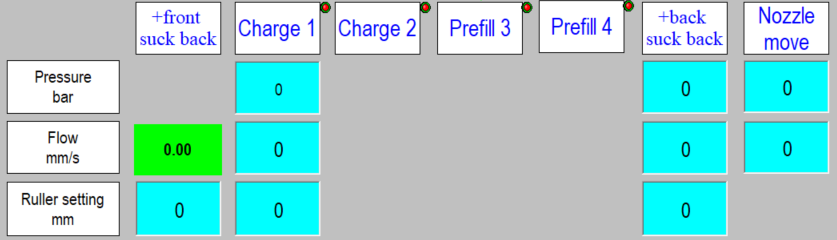 +front
suck back
Charge 1
Charge 2
Prefill 3
Prefill 4
+back
suck back
Nozzle
move
Pressure
bar
0
0
0
Flow
mm/s
0.00
0
0
0
Ruller setting
mm
0
0
0